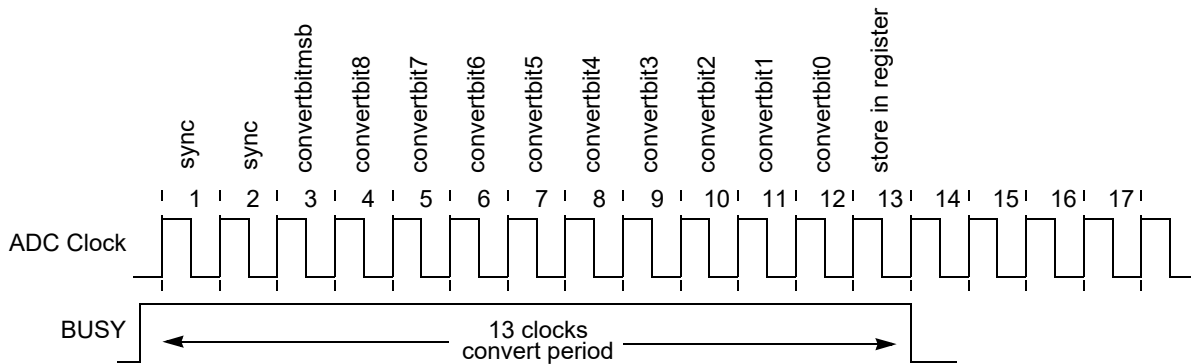 sync
sync
convertbitmsb
convertbit8
convertbit7
convertbit6
convertbit5
convertbit4
convertbit3
convertbit2
convertbit1
convertbit0
store in register
1 2 3 4 5 6 7 8 9 10 11 12 13 14 15 16 17
ADC Clock
BUSY
13 clocks
convert period